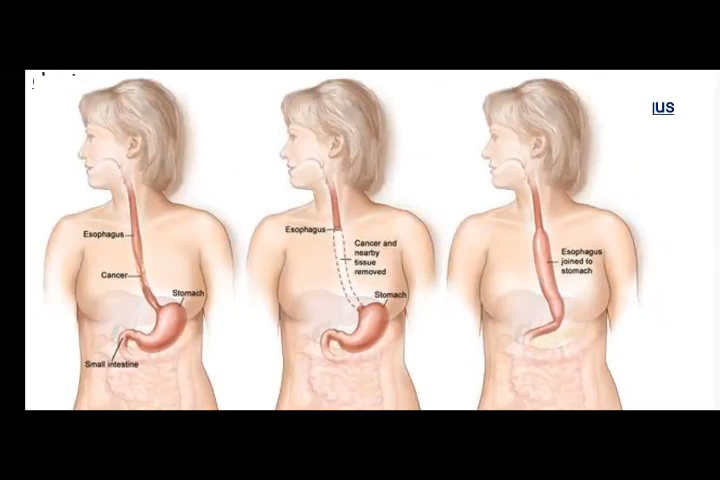 us
Esophagus
Cancer
Stomach
Small intestine
Esophagus
Cancer and
nearby
tissue
removed
Stomach
Esophagus
joined to
stomach